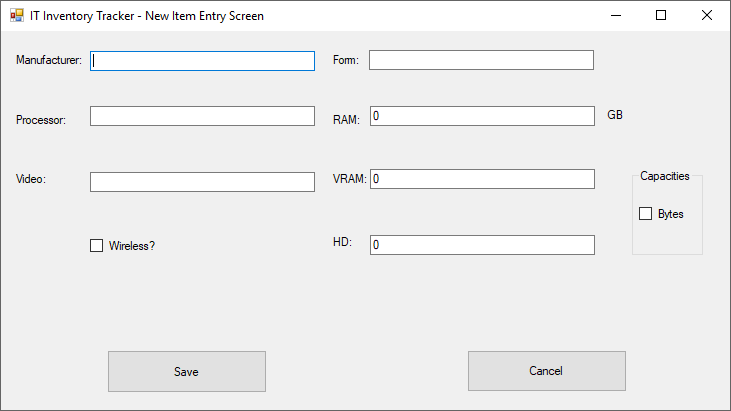 IT Inventory Tracker - New Item Entry Screen
Manufacturer:
Form:
Processor:
RAM: 0 GB
Video:
VRAM: 0
Capacities
Bytes
Wireless?
HD: 0
Save
Cancel